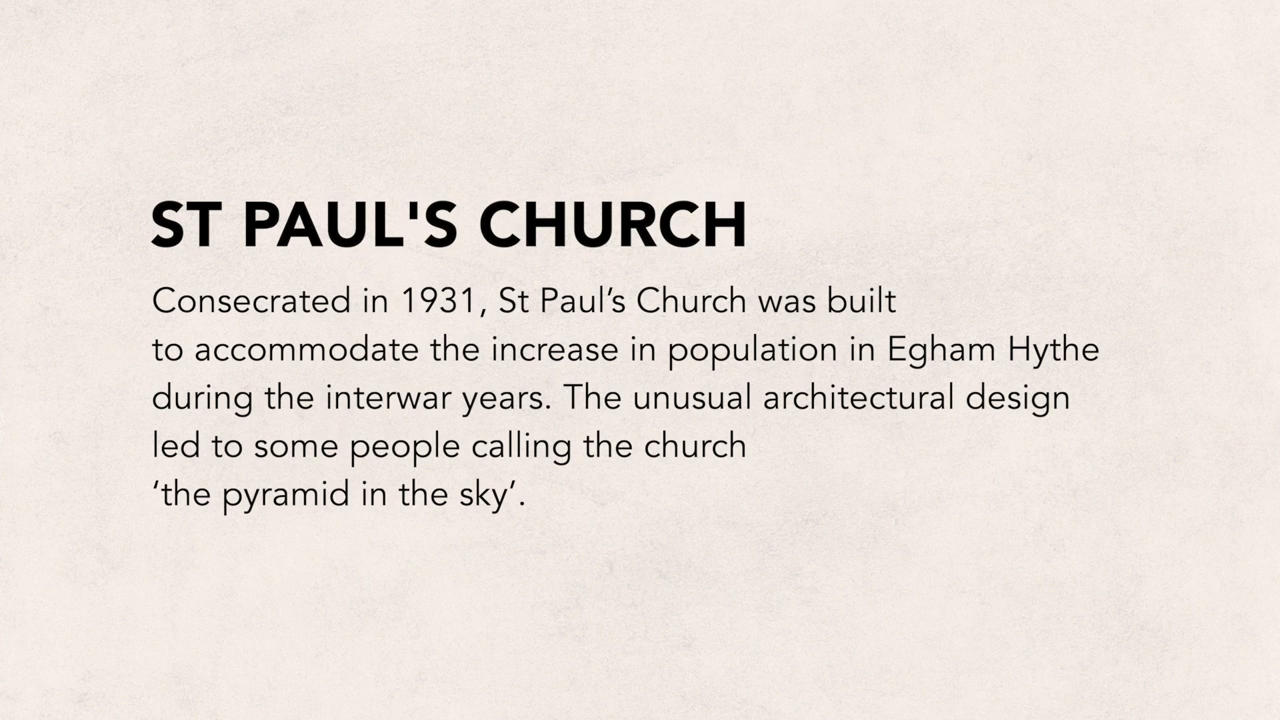 ST PAUL'S CHURCH
Consecrated in 1931, St Paul’s Church was built
to accommodate the increase in population in Egham Hythe
during the interwar years. The unusual architectural design
led to some people calling the church
‘the pyramid in the sky’.